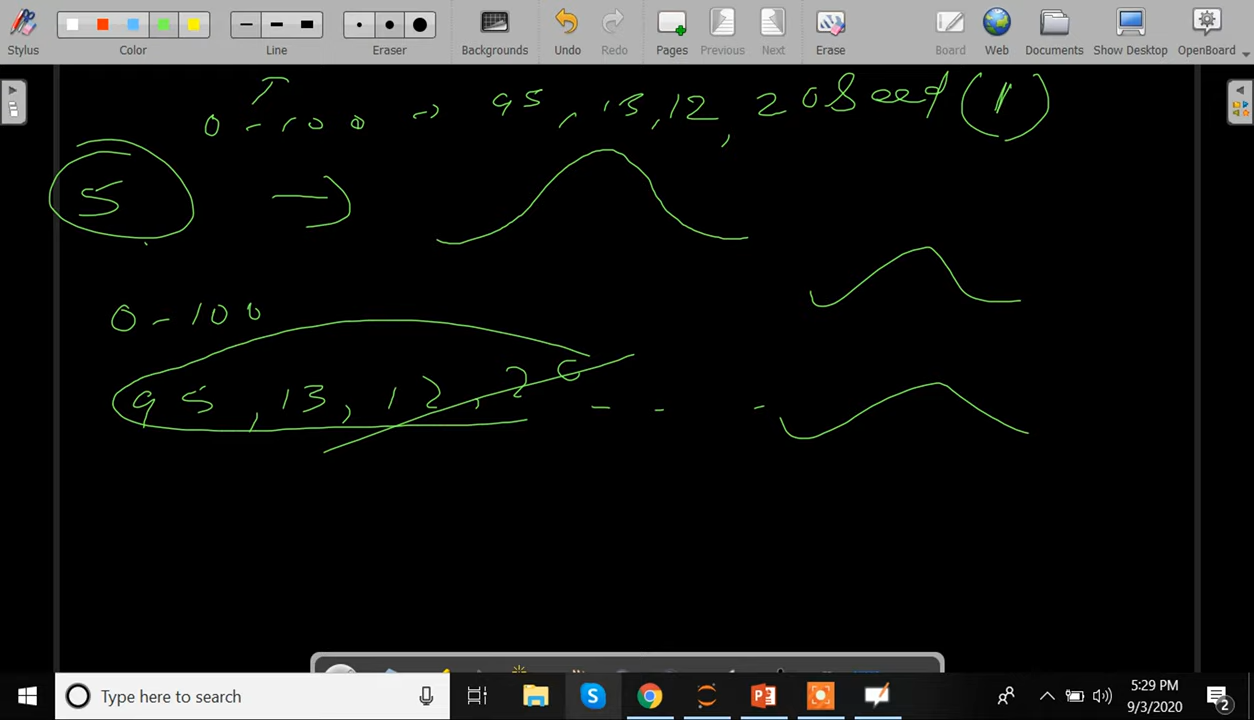 Stylus Color Line Eraser Backgrounds Undo Redo Pages Previous Next Erase Board Web Documents Show Desktop OpenBoard
0-100 → 95, 13, 12, 20 Seed (1)
5 →
0-100
95, 13, 12, 20 - - -
Type here to search
5:29 PM
9/3/2020
2